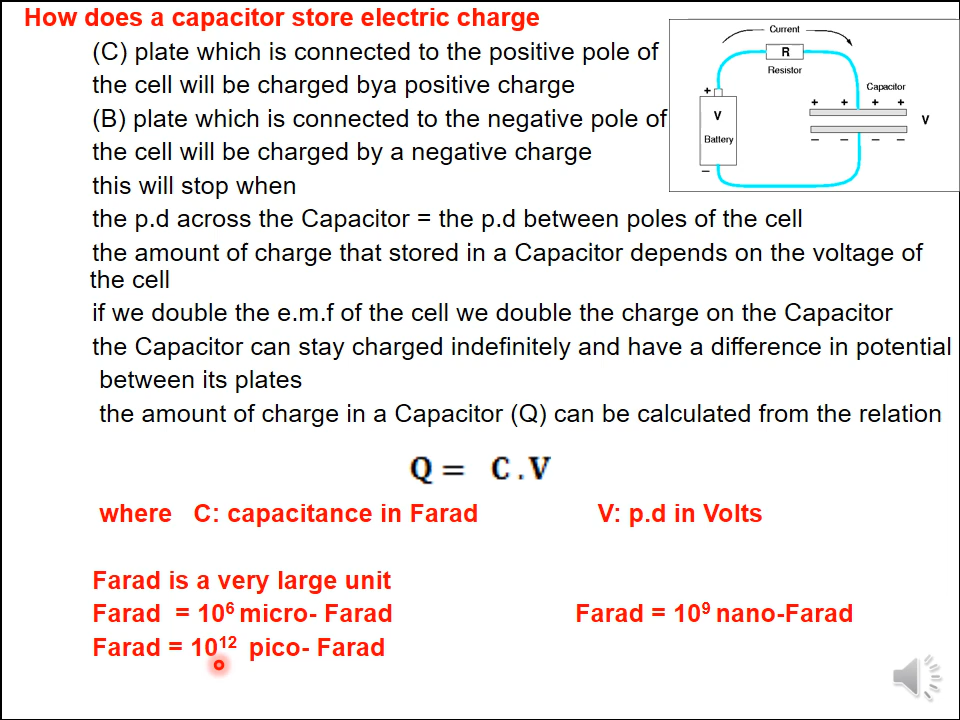 How does a capacitor store electric charge
(C) plate which is connected to the positive pole of
the cell will be charged bya positive charge
(B) plate which is connected to the negative pole of
the cell will be charged by a negative charge
this will stop when
the p.d across the Capacitor = the p.d between poles of the cell
the amount of charge that stored in a Capacitor depends on the voltage of
the cell
if we double the e.m.f of the cell we double the charge on the Capacitor
the Capacitor can stay charged indefinitely and have a difference in potential
between its plates
the amount of charge in a Capacitor (Q) can be calculated from the relation
Q = C.V
where C: capacitance in Farad V: p.d in Volts
Farad is a very large unit
Farad = 10⁶ micro- Farad Farad = 10⁹ nano-Farad
Farad = 10¹² pico- Farad
Current
R
Resistor
Capacitor
+ + + +
+
V
Battery
−
V
− − − −